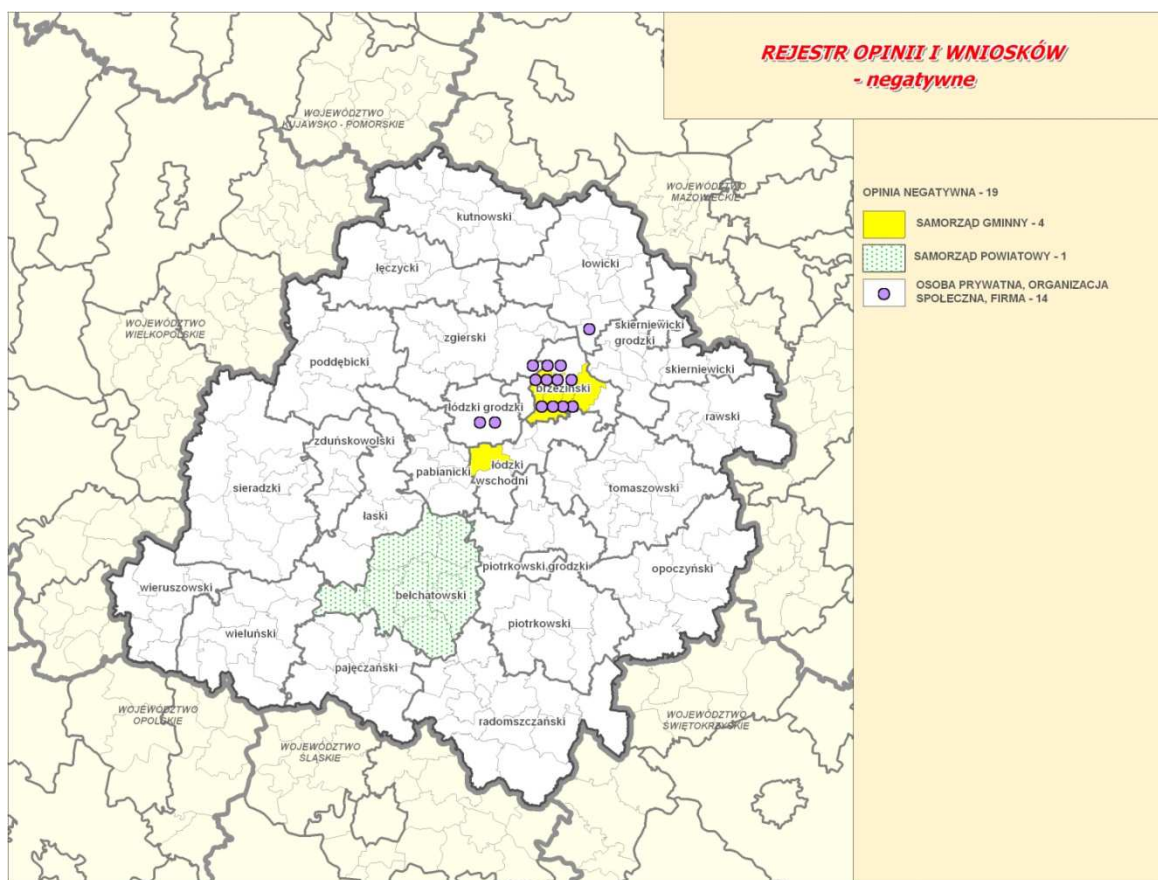 REJESTR OPINII I WNIOSKÓW
- negatywne
WOJEWÓDZTWO
KUJAWSKO - POMORSKIE
WOJEWÓDZTWO
MAZOWIECKIE
OPINIA NEGATYWNA - 19
SAMORZĄD GMINNY - 4
SAMORZĄD POWIATOWY - 1
OSOBA PRYWATNA, ORGANIZACJA
SPOŁECZNA, FIRMA - 14
kutnowski
łęczycki
łowicki
WOJEWÓDZTWO
WIELKOPOLSKIE
zgierski
skierniewicki
grodzki
poddębicki
skierniewicki
brzeziński
łódzki grodzki
rawski
zduńskowolski
pabianicki
łódzki
wschodni
sieradzki
tomaszowski
łaski
piotrkowski grodzki
opoczyński
wieruszowski
bełchatowski
wieluński
piotrkowski
pajęczański
radomszczański
WOJEWÓDZTWO
OPOLSKIE
WOJEWÓDZTWO
ŚWIĘTOKRZYSKIE
WOJEWÓDZTWO
ŚLĄSKIE